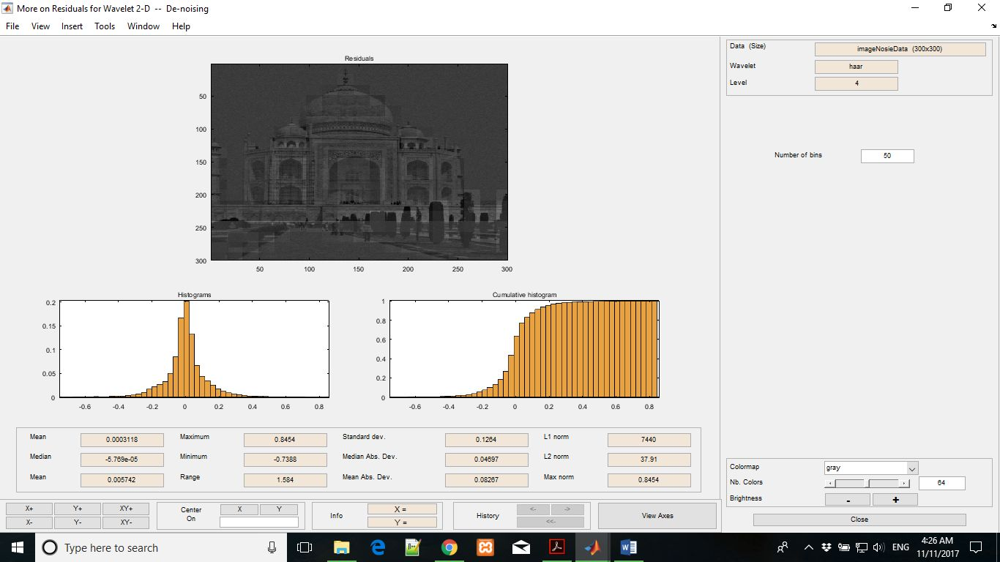 More on Residuals for Wavelet 2-D -- De-noising
File View Insert Tools Window Help
Residuals
50
100
150
200
250
300
50 100 150 200 250 300
Data (Size) imageNosieData (300x300)
Wavelet haar
Level 4
Number of bins 50
Histograms
0.2
0.15
0.1
0.05
0
-0.6 -0.4 -0.2 0 0.2 0.4 0.6 0.8
Cumulative histogram
1
0.8
0.6
0.4
0.2
0
-0.6 -0.4 -0.2 0 0.2 0.4 0.6 0.8
Mean 0.0003118 Maximum 0.8454 Standard dev. 0.1264 L1 norm 7440
Median -5.769e-05 Minimum -0.7388 Median Abs. Dev. 0.04697 L2 norm 37.91
Mean 0.005742 Range 1.584 Mean Abs. Dev. 0.08267 Max norm 0.8454
Colormap gray
Nb. Colors 64
Brightness - +
Close
X+ Y+ XY+
X- Y- XY-
Center
On
X Y
Info
X =
Y =
History
<- ->
<<-
View Axes
Type here to search
ENG
4:26 AM
11/11/2017